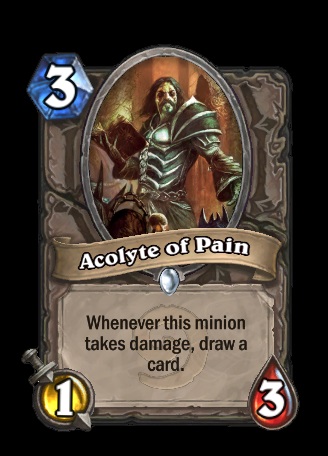 3
Acolyte of Pain
Whenever this minion
takes damage, draw a
card.
1
3